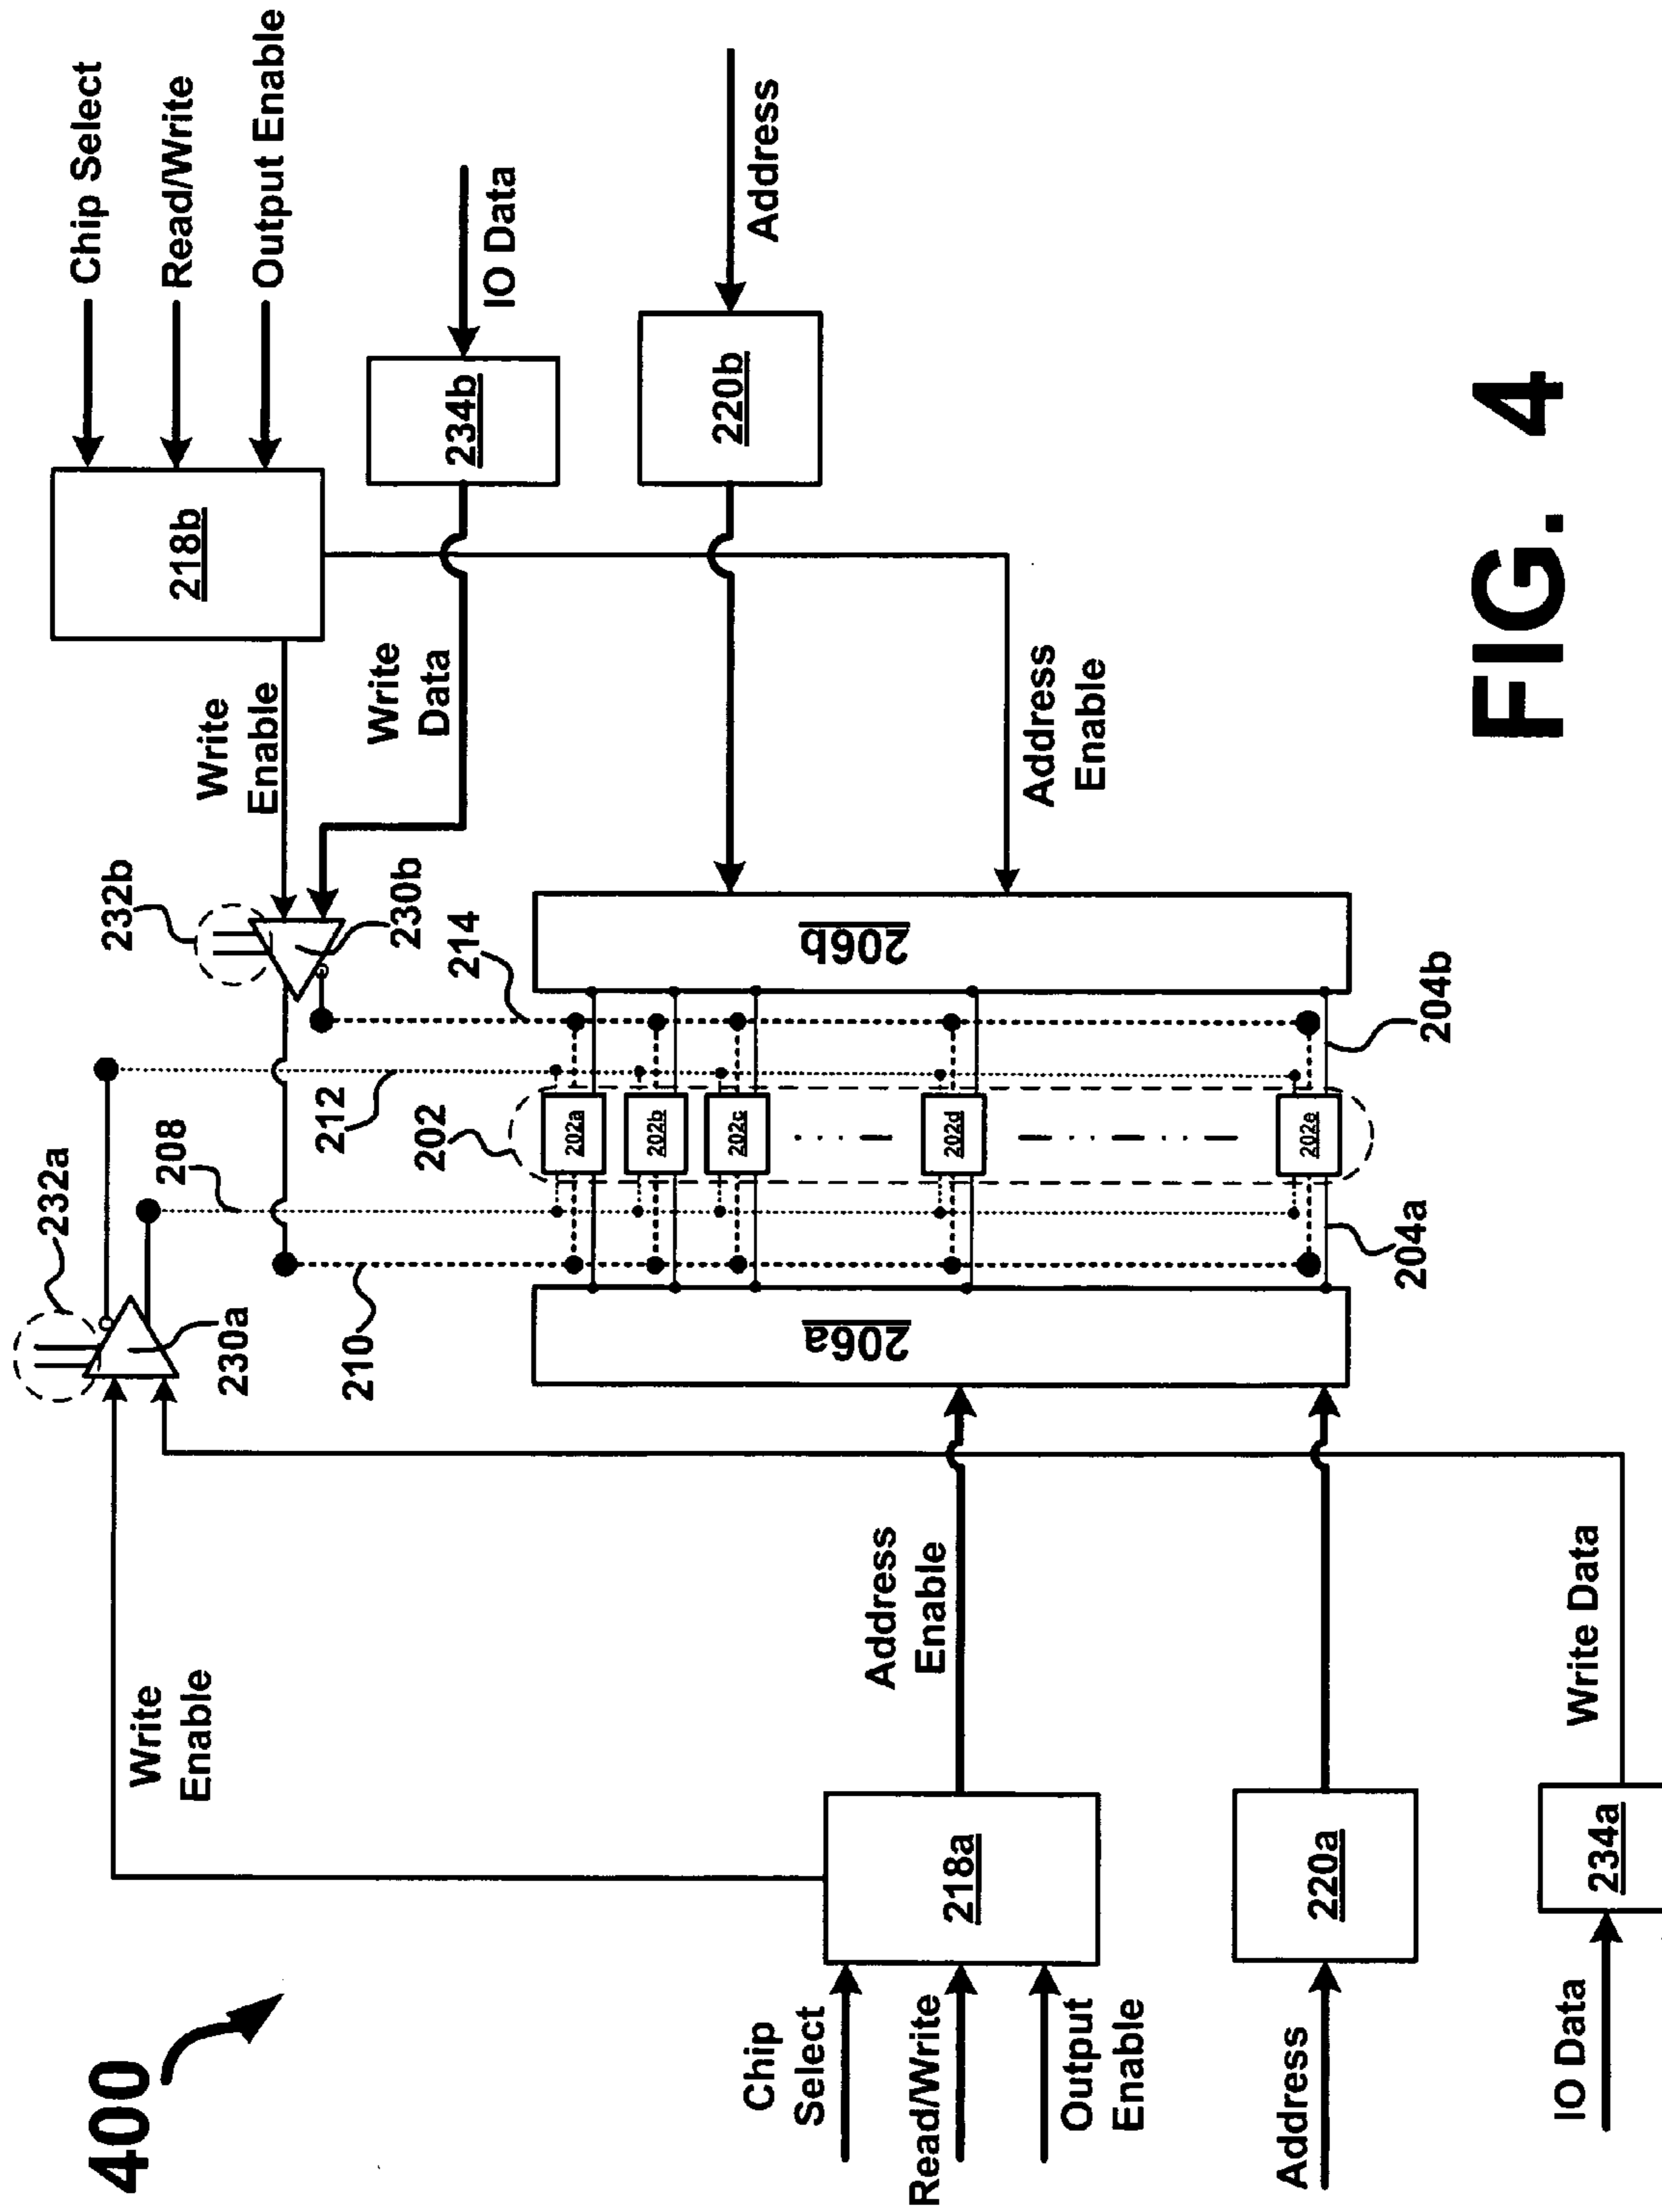 400
Write
Enable
232a
230a
208
210
212
232b
230b
214
Write
Enable
218b
Chip Select
Read/Write
Output Enable
Write
Data
234b
IO Data
220b
Address
Address
Enable
202
202a
202b
202c
202d
202e
206a
206b
204a
204b
Address
Enable
Chip
Select
Read/Write
Output
Enable
218a
Address
220a
IO Data
234a
Write Data
FIG. 4